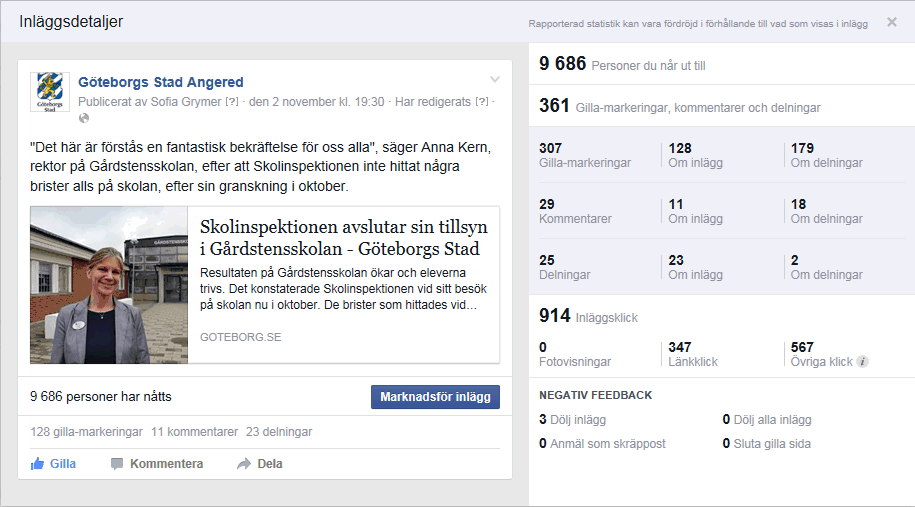 Inläggsdetaljer
Rapporterad statistik kan vara fördröjd i förhållande till vad som visas i inlägg
Göteborgs Stad
Göteborgs Stad Angered
Publicerat av Sofia Grymer [?] · den 2 november kl. 19:30 · Har redigerats [?] ·
"Det här är förstås en fantastisk bekräftelse för oss alla", säger Anna Kern,
rektor på Gårdstensskolan, efter att Skolinspektionen inte hittat några
brister alls på skolan, efter sin granskning i oktober.
GÅRDSTENSSKOLAN
Skolinspektionen avslutar sin tillsyn
i Gårdstensskolan - Göteborgs Stad
Resultaten på Gårdstensskolan ökar och eleverna
trivs. Det konstaterade Skolinspektionen vid sitt besök
på skolan nu i oktober. De brister som hittades vid...
GOTEBORG.SE
9 686 personer har nåtts
Marknadsför inlägg
128 gilla-markeringar 11 kommentarer 23 delningar
Gilla Kommentera Dela
9 686 Personer du når ut till
361 Gilla-markeringar, kommentarer och delningar
307 128 179
Gilla-markeringar Om inlägg Om delningar
29 11 18
Kommentarer Om inlägg Om delningar
25 23 2
Delningar Om inlägg Om delningar
914 Inläggsklick
0 347 567
Fotovisningar Länkklick Övriga klick i
NEGATIV FEEDBACK
3 Dölj inlägg 0 Dölj alla inlägg
0 Anmäl som skräppost 0 Sluta gilla sida